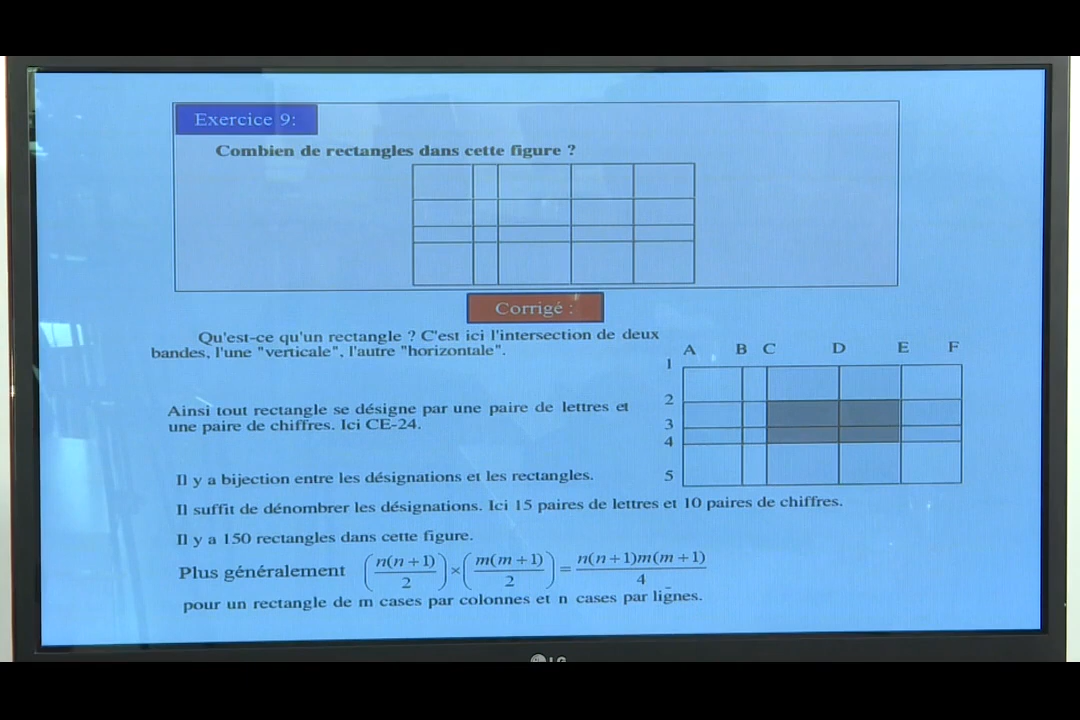 Exercice 9:
Combien de rectangles dans cette figure ?
Corrigé :
Qu'est-ce qu'un rectangle ? C'est ici l'intersection de deux
bandes, l'une "verticale", l'autre "horizontale".
A B C D E F
1
2
3
4
5
Ainsi tout rectangle se désigne par une paire de lettres et
une paire de chiffres. Ici CE-24.
Il y a bijection entre les désignations et les rectangles.
Il suffit de dénombrer les désignations. Ici 15 paires de lettres et 10 paires de chiffres.
Il y a 150 rectangles dans cette figure.
Plus généralement (n(n+1)/2)×(m(m+1)/2)=n(n+1)m(m+1)/4
pour un rectangle de m cases par colonnes et n cases par lignes.
LG